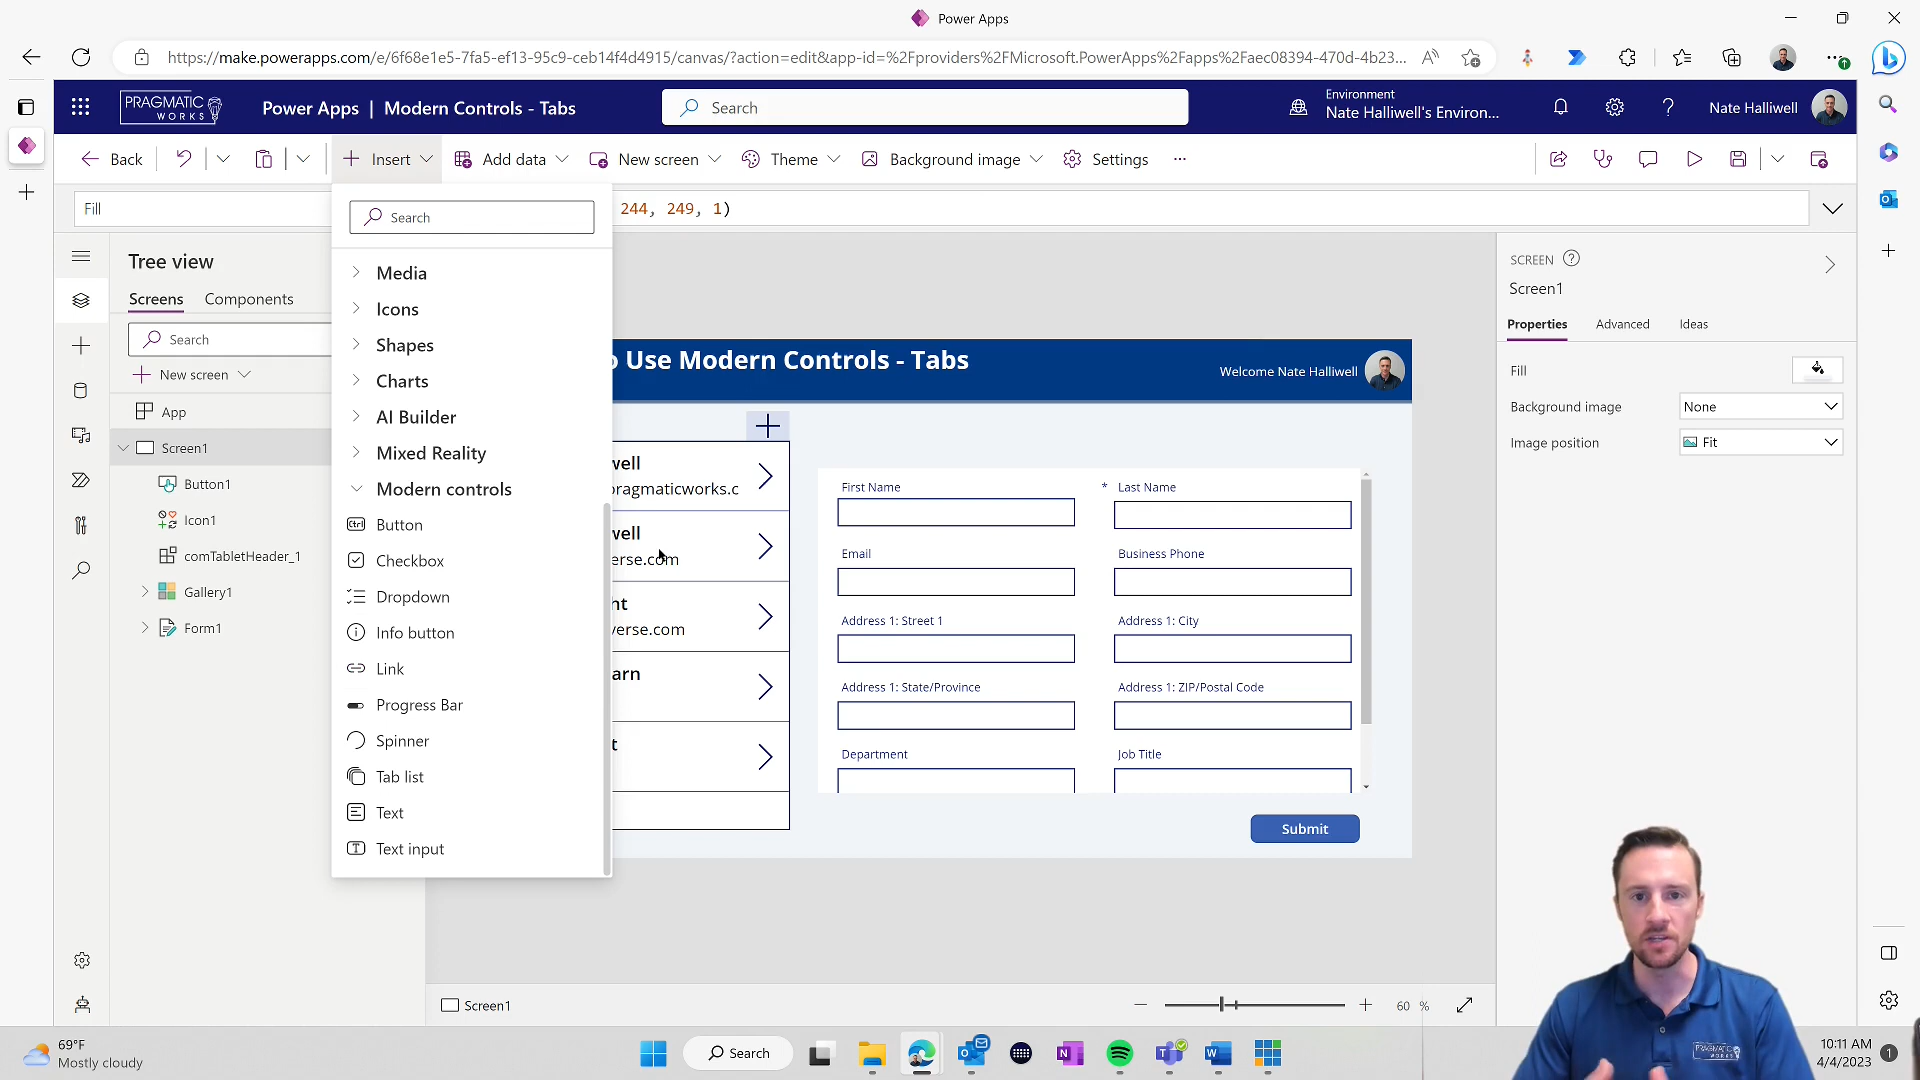 Power Apps
https://make.powerapps.com/e/6f68e1e5-7fa5-ef13-95c9-ceb14f4d4915/canvas/?action=edit&app-id=%2Fproviders%2FMicrosoft.PowerApps%2Fapps%2Faec08394-470d-4b23...
PRAGMATIC WORKS
Power Apps | Modern Controls - Tabs
Search
Environment
Nate Halliwell's Environ...
Nate Halliwell
Back
Insert
Add data
New screen
Theme
Background image
Settings
Fill
244, 249, 1)
Search
Tree view
Screens
Components
Search
New screen
App
Screen1
Button1
Icon1
comTabletHeader_1
Gallery1
Form1
Media
Icons
Shapes
Charts
AI Builder
Mixed Reality
Modern controls
Button
Checkbox
Dropdown
Info button
Link
Progress Bar
Spinner
Tab list
Text
Text input
Use Modern Controls - Tabs
Welcome Nate Halliwell
well
pragmaticworks.c
well
erse.com
ht
verse.com
arn
t
First Name
* Last Name
Email
Business Phone
Address 1: Street 1
Address 1: City
Address 1: State/Province
Address 1: ZIP/Postal Code
Department
Job Title
Submit
SCREEN
Screen1
Properties
Advanced
Ideas
Fill
Background image
None
Image position
Fit
Screen1
60 %
PRAGMATIC WORKS
69°F
Mostly cloudy
Search
10:11 AM
4/4/2023
1